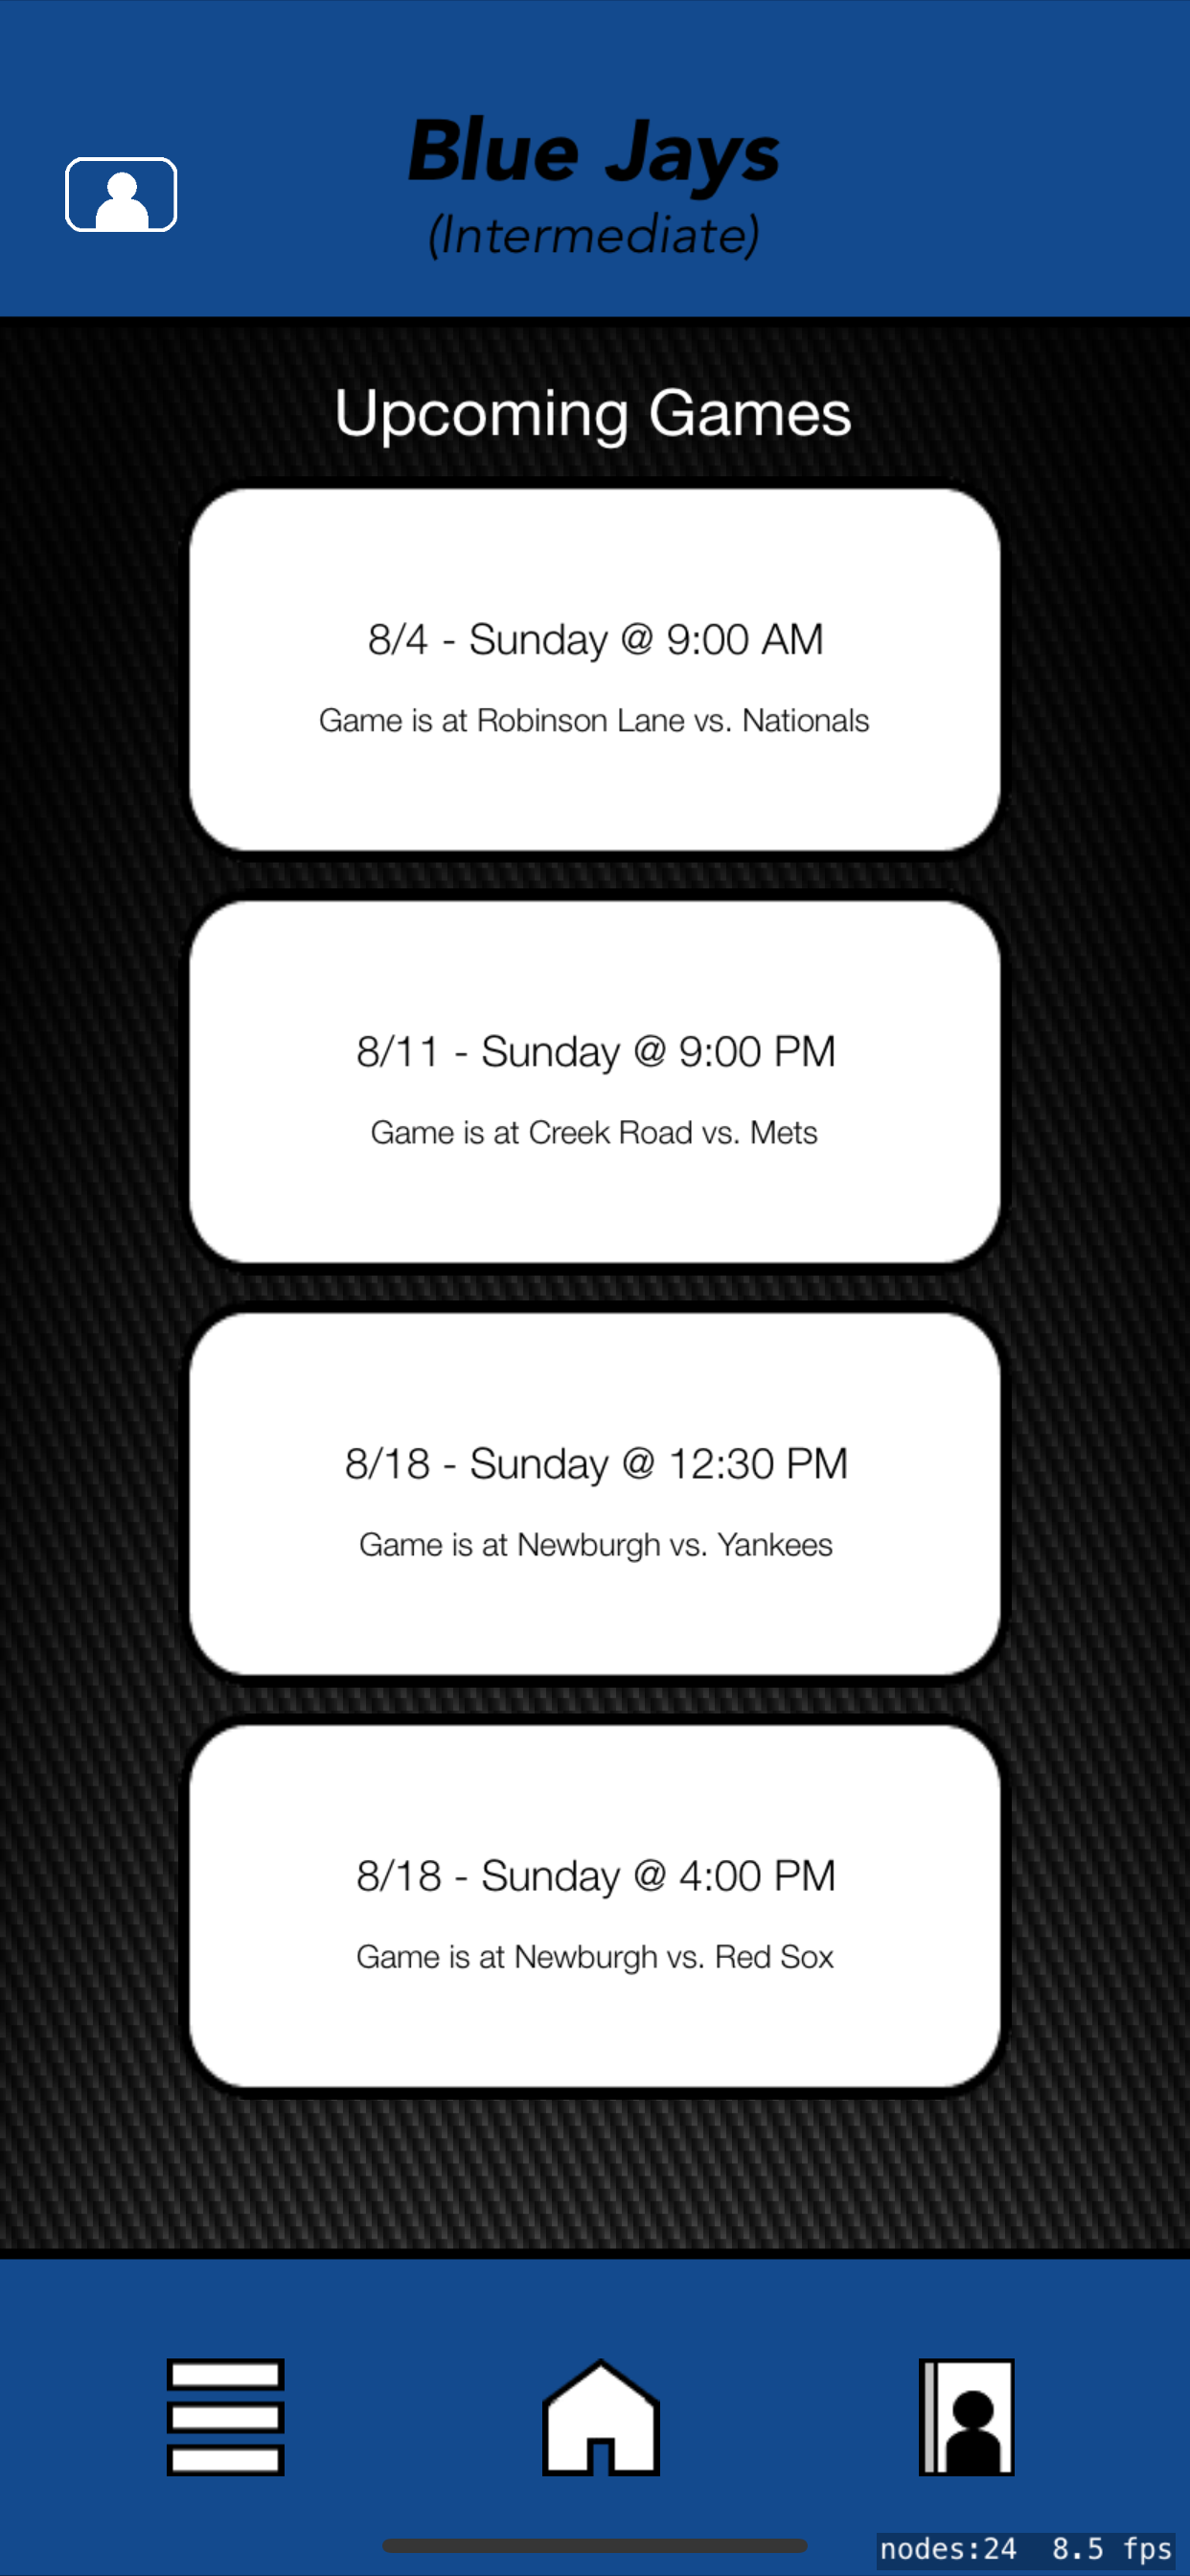 Blue Jays
(Intermediate)
Upcoming Games
8/4 - Sunday @ 9:00 AM
Game is at Robinson Lane vs. Nationals
8/11 - Sunday @ 9:00 PM
Game is at Creek Road vs. Mets
8/18 - Sunday @ 12:30 PM
Game is at Newburgh vs. Yankees
8/18 - Sunday @ 4:00 PM
Game is at Newburgh vs. Red Sox
nodes:24 8.5 fps